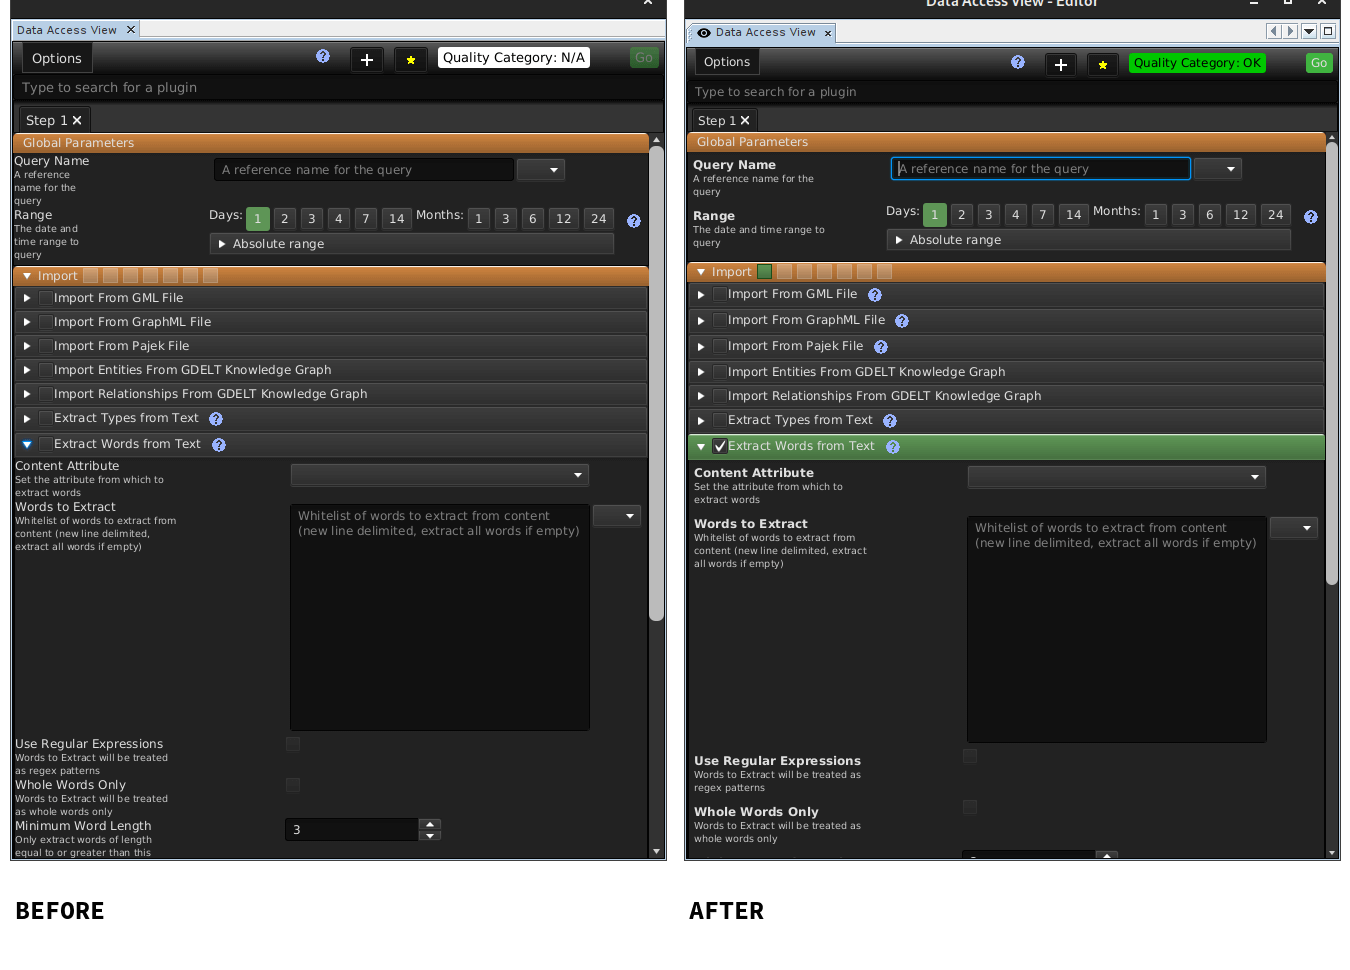 Data Access View
Options
?
Quality Category: N/A
Go
Type to search for a plugin
Step 1
Global Parameters
Query Name
A reference
name for the
query
A reference name for the query
Range
The date and
time range to
query
Days: 1 2 3 4 7 14 Months: 1 3 6 12 24 ?
Absolute range
Import
Import From GML File
Import From GraphML File
Import From Pajek File
Import Entities From GDELT Knowledge Graph
Import Relationships From GDELT Knowledge Graph
Extract Types from Text ?
Extract Words from Text ?
Content Attribute
Set the attribute from which to
extract words
Words to Extract
Whitelist of words to extract from
content (new line delimited,
extract all words if empty)
Whitelist of words to extract from content
(new line delimited, extract all words if empty)
Use Regular Expressions
Words to Extract will be treated
as regex patterns
Whole Words Only
Words to Extract will be treated
as whole words only
Minimum Word Length
Only extract words of length
equal to or greater than this
3
BEFORE
Data Access View - Editor
Data Access View
Options
?
Quality Category: OK
Go
Type to search for a plugin
Step 1
Global Parameters
Query Name
A reference name for the
query
A reference name for the query
Range
The date and time range to
query
Days: 1 2 3 4 7 14 Months: 1 3 6 12 24 ?
Absolute range
Import
Import From GML File ?
Import From GraphML File ?
Import From Pajek File ?
Import Entities From GDELT Knowledge Graph
Import Relationships From GDELT Knowledge Graph
Extract Types from Text ?
Extract Words from Text ?
Content Attribute
Set the attribute from which to
extract words
Words to Extract
Whitelist of words to extract from
content (new line delimited, extract
all words if empty)
Whitelist of words to extract from content
(new line delimited, extract all words if empty)
Use Regular Expressions
Words to Extract will be treated as
regex patterns
Whole Words Only
Words to Extract will be treated as
whole words only
AFTER